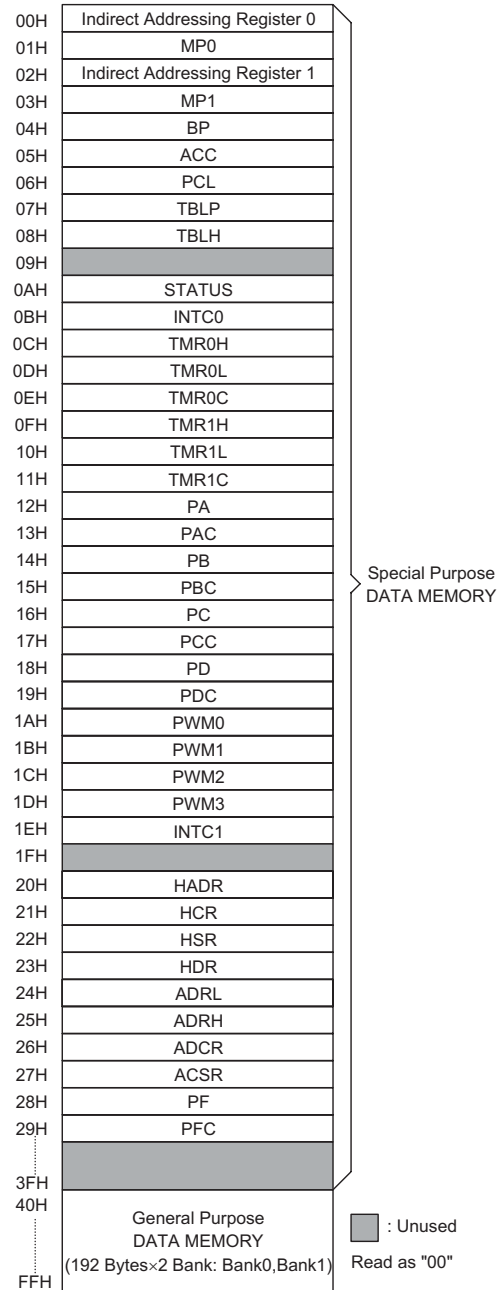 00H Indirect Addressing Register 0
01H MP0
02H Indirect Addressing Register 1
03H MP1
04H BP
05H ACC
06H PCL
07H TBLP
08H TBLH
09H
0AH STATUS
0BH INTC0
0CH TMR0H
0DH TMR0L
0EH TMR0C
0FH TMR1H
10H TMR1L
11H TMR1C
12H PA
13H PAC
14H PB
15H PBC
16H PC
17H PCC
18H PD
19H PDC
1AH PWM0
1BH PWM1
1CH PWM2
1DH PWM3
1EH INTC1
1FH
20H HADR
21H HCR
22H HSR
23H HDR
24H ADRL
25H ADRH
26H ADCR
27H ACSR
28H PF
29H PFC
3FH
40H
FFH
General Purpose
DATA MEMORY
(192 Bytes×2 Bank: Bank0,Bank1)
Special Purpose
DATA MEMORY
: Unused
Read as "00"